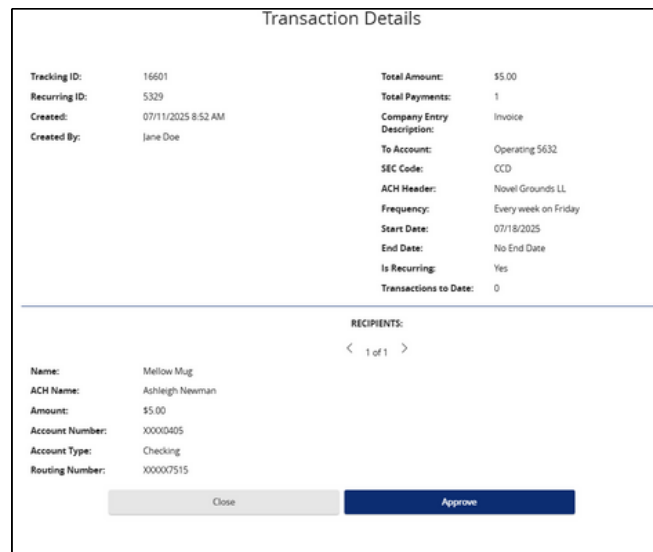 Transaction Details
Tracking ID: 16601
Recurring ID: 5329
Created: 07/11/2025 8:52 AM
Created By: Jane Doe
Total Amount: $5.00
Total Payments: 1
Company Entry Invoice
Description:
To Account: Operating 5632
SEC Code: CCD
ACH Header: Novel Grounds LL
Frequency: Every week on Friday
Start Date: 07/18/2025
End Date: No End Date
Is Recurring: Yes
Transactions to Date: 0
RECIPIENTS:
< 1 of 1 >
Name: Mellow Mug
ACH Name: Ashleigh Newman
Amount: $5.00
Account Number: XXXX0405
Account Type: Checking
Routing Number: XXXXX7515
Close Approve